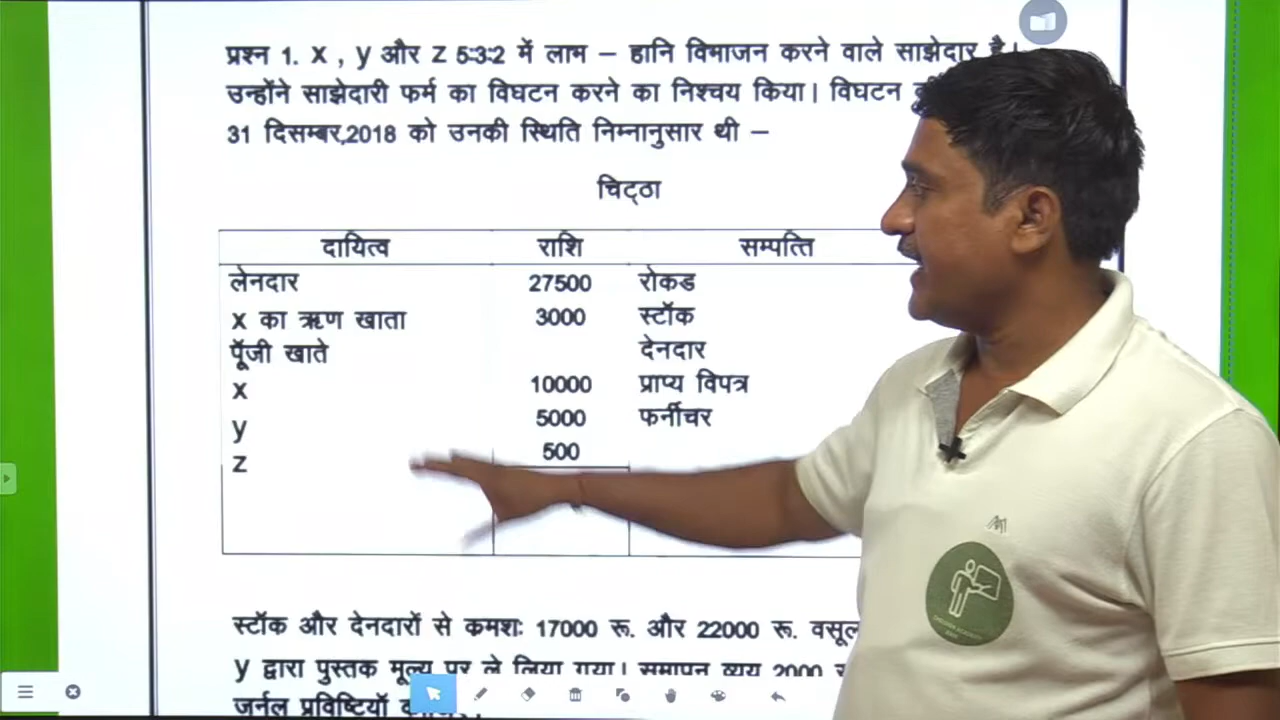 प्रश्न 1. x , y और z 5:3:2 में लाभ – हानि विभाजन करने वाले साझेदार है।
उन्होंने साझेदारी फर्म का विघटन करने का निश्चय किया। विघटन
31 दिसम्बर,2018 को उनकी स्थिति निम्नानुसार थी –
चिट्ठा
दायित्व राशि सम्पत्ति
लेनदार 27500 रोकड
x का ऋण खाता 3000 स्टॉक
पूँजी खाते देनदार
x 10000 प्राप्य विपत्र
y 5000 फर्नीचर
z 500
स्टॉक और देनदारों से कमशः 17000 रू. और 22000 रू.
y द्वारा पुस्तक मूल्य पर ले लिया गया। समापन व्यय 2000
जर्नल प्रविष्टियॉ